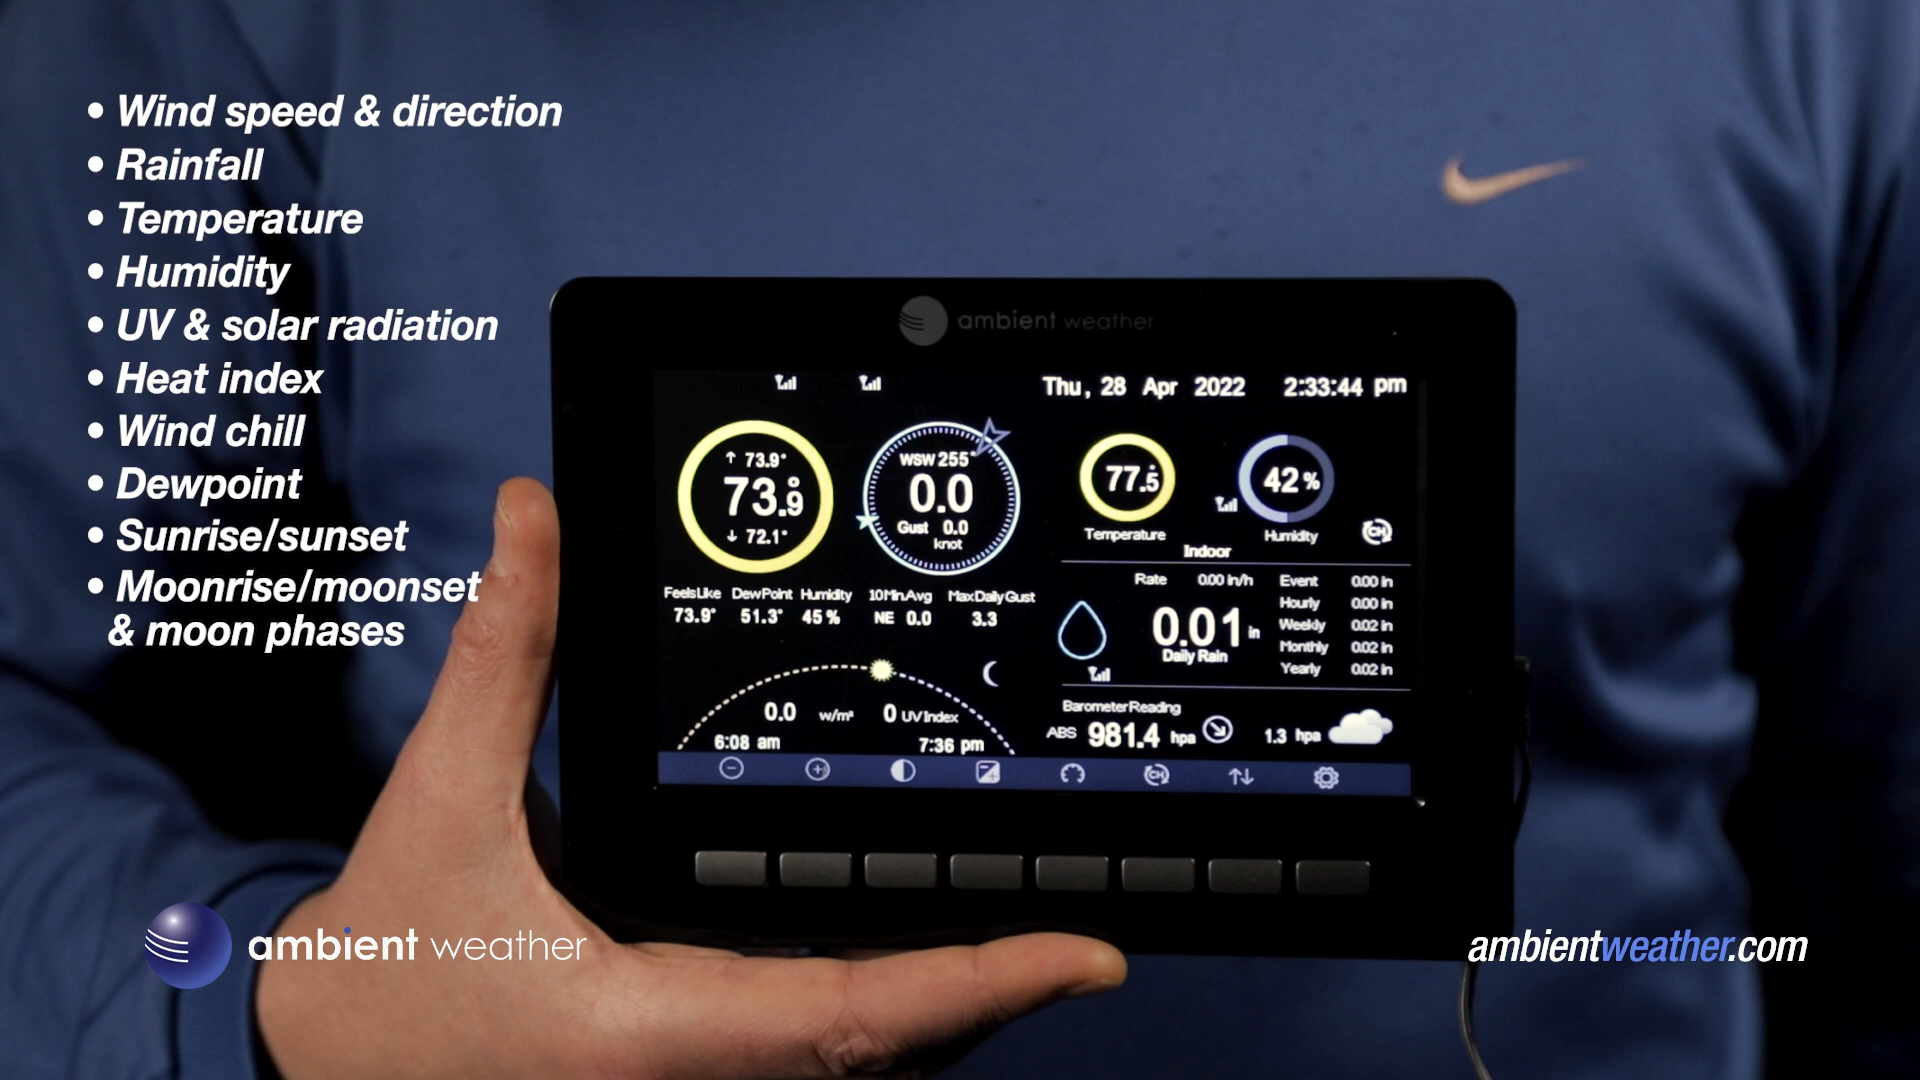 • Wind speed & direction
• Rainfall
• Temperature
• Humidity
• UV & solar radiation
• Heat index
• Wind chill
• Dewpoint
• Sunrise/sunset
• Moonrise/moonset
& moon phases
ambient weather
Thu, 28 Apr 2022 2:33:44 pm
↑ 73.9°
73.9°
↓ 72.1°
WSW 255°
0.0
Gust 0.0
knot
FeelsLike DewPoint Humidity 10MinAvg MaxDailyGust
73.9° 51.3° 45% NE 0.0 3.3
0.0 w/m² 0 UVIndex
6:08 am 7:36 pm
77.5°
42%
Temperature Humidity
Indoor
CH
Rate 0.00 in/h
0.01 in
Daily Rain
Event 0.00 in
Hourly 0.00 in
Weekly 0.02 in
Monthly 0.02 in
Yearly 0.02 in
BarometerReading
ABS 981.4 hpa 1.3 hpa
CH
ambient weather
ambientweather.com